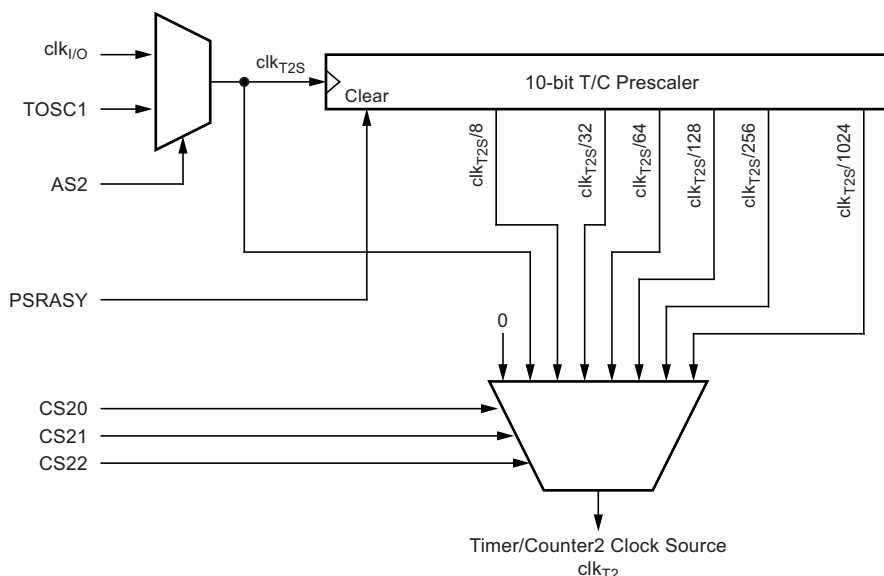 clkI/O
clkT2S
10-bit T/C Prescaler
TOSC1
Clear
clkT2S/8
clkT2S/32
clkT2S/64
clkT2S/128
clkT2S/256
clkT2S/1024
AS2
PSRASY
0
CS20
CS21
CS22
Timer/Counter2 Clock Source
clkT2